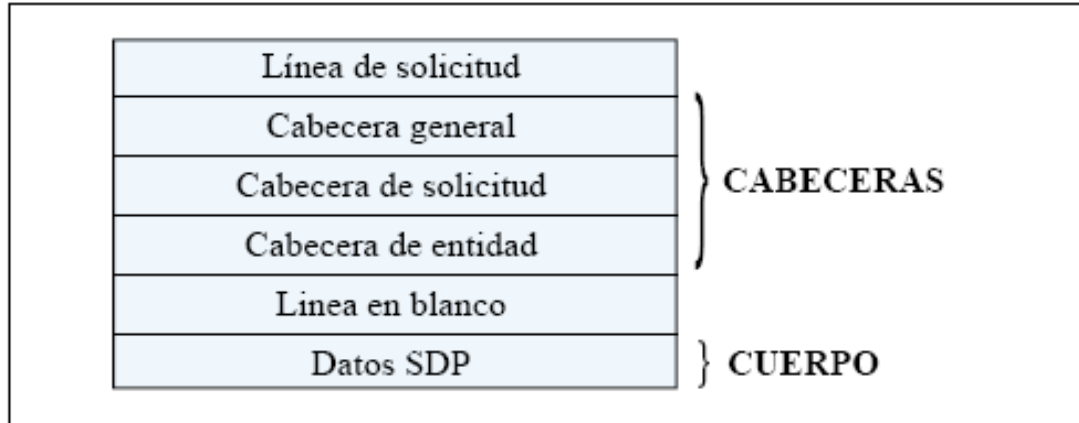 Línea de solicitud
Cabecera general
Cabecera de solicitud
Cabecera de entidad
CABECERAS
Linea en blanco
Datos SDP
CUERPO